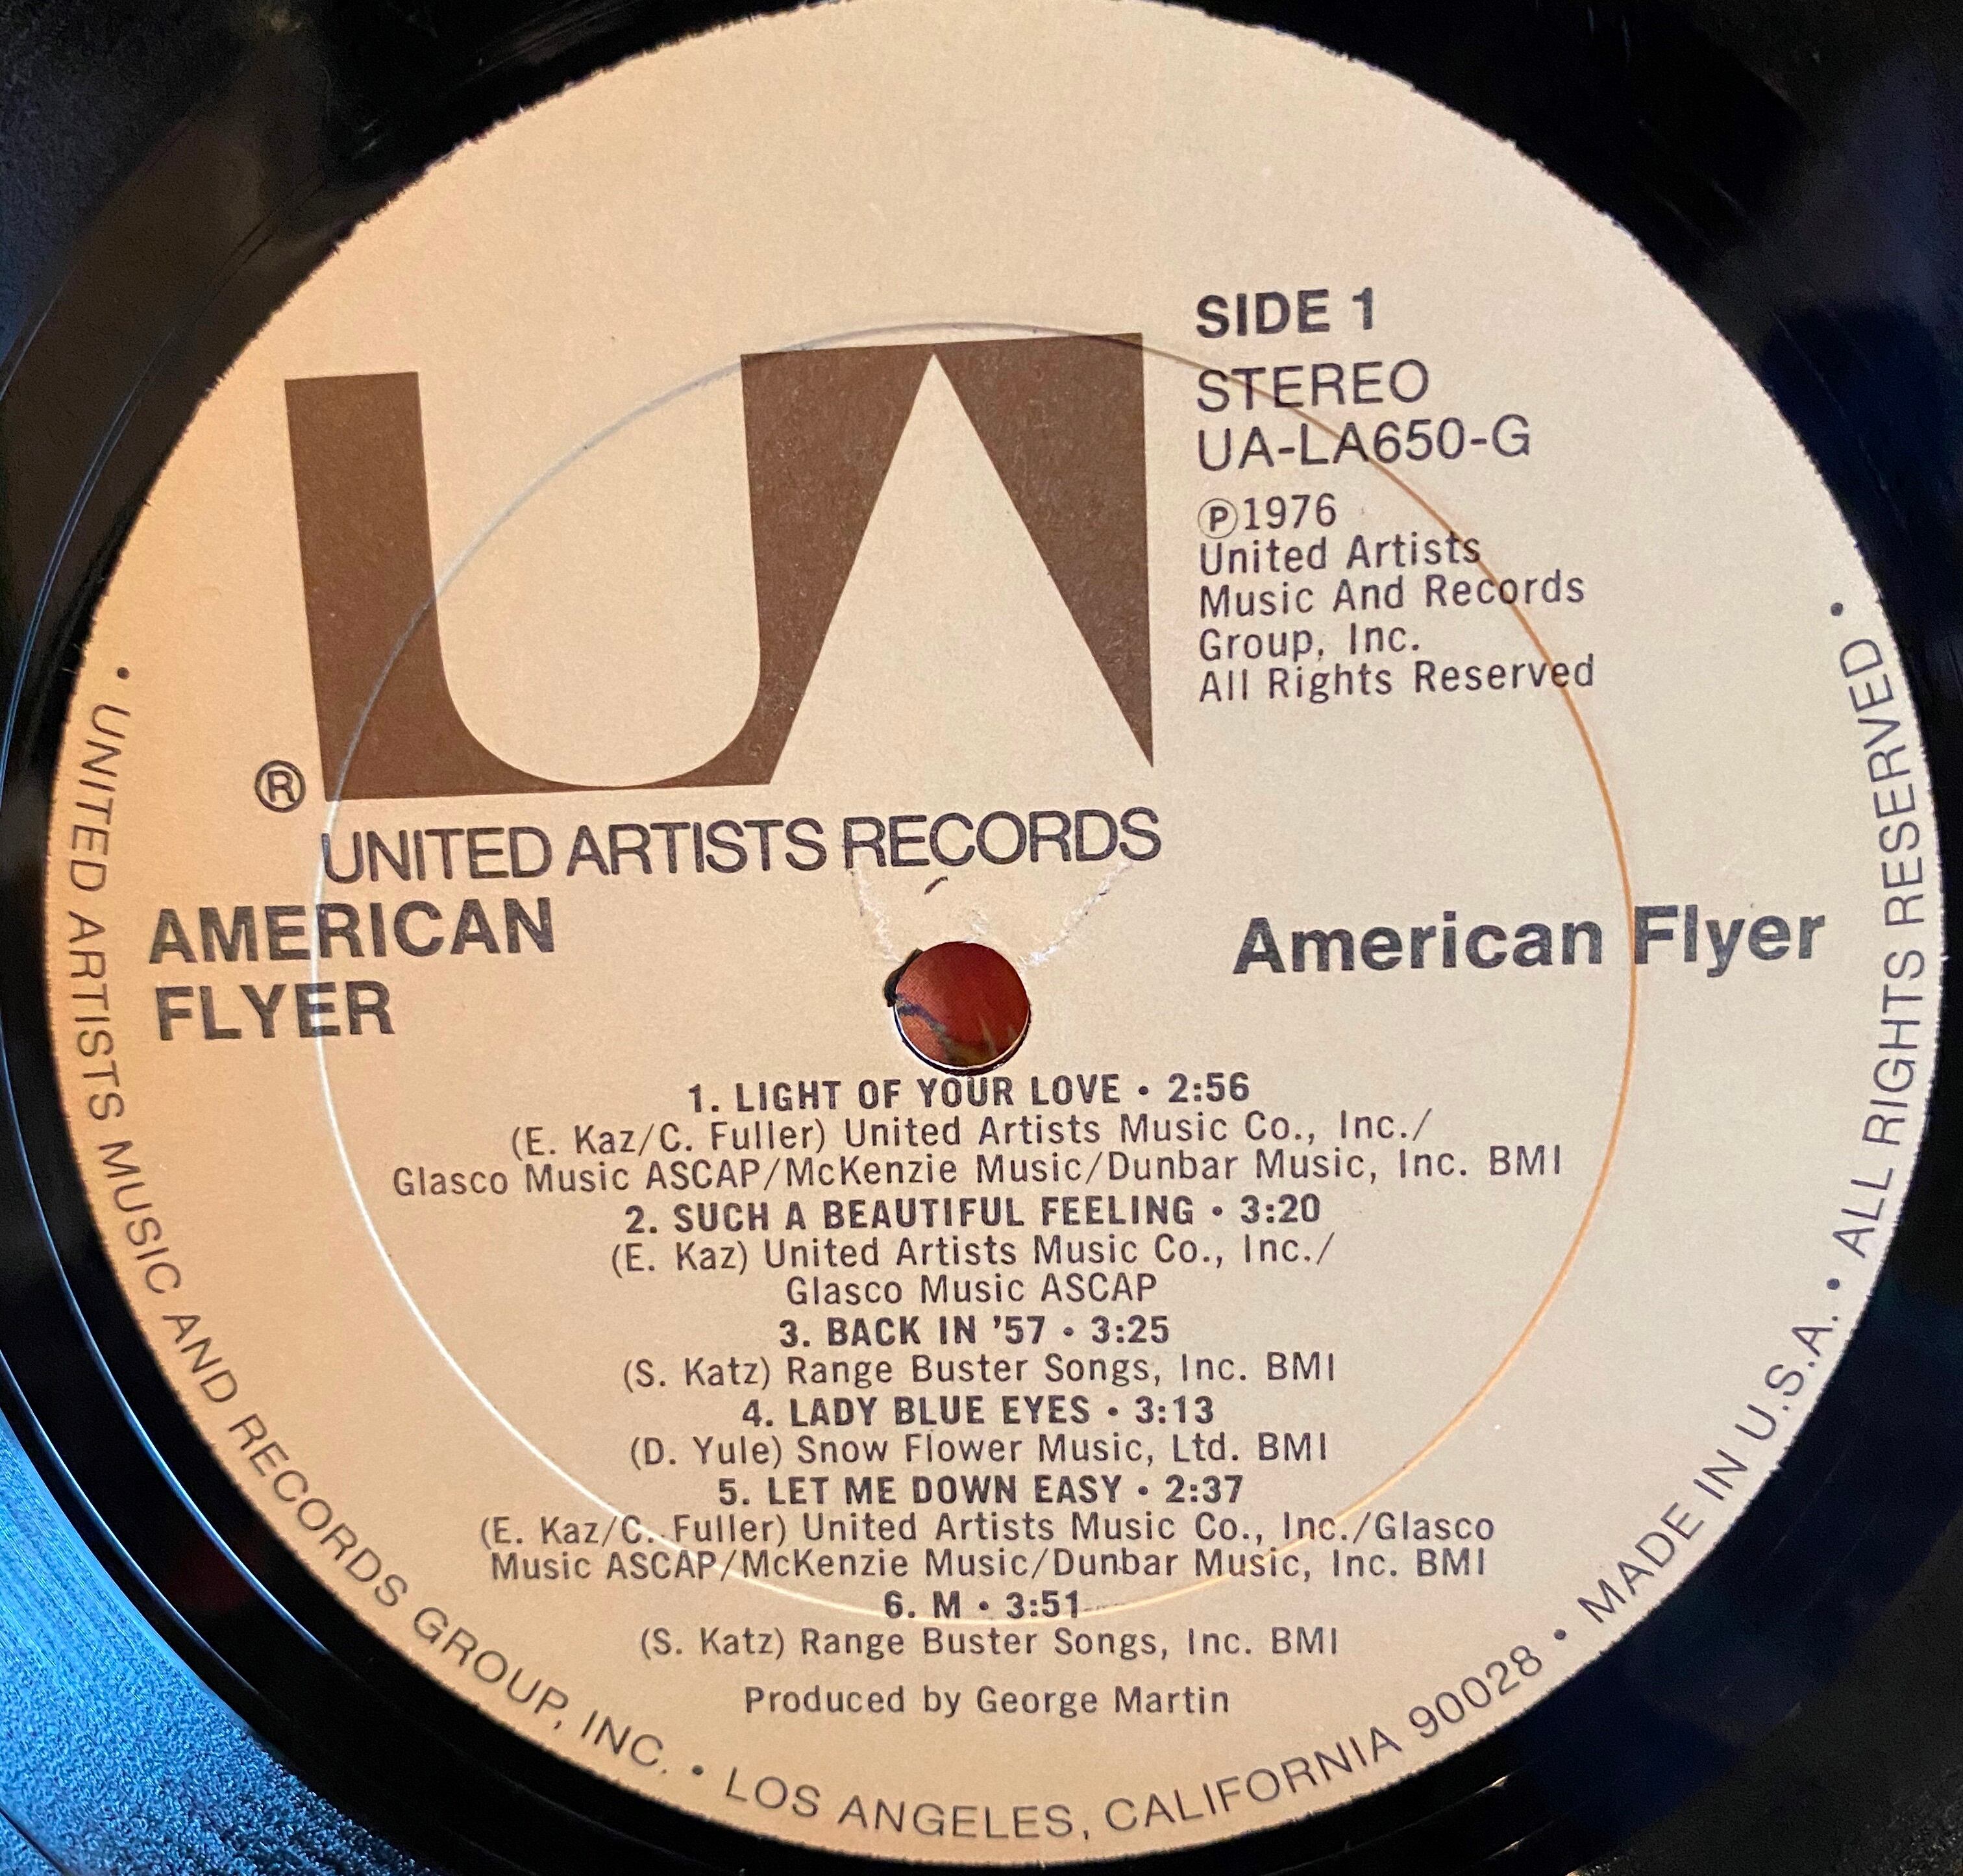 SIDE 1
STEREO
UA-LA650-G
Ⓟ1976
United Artists
Music And Records
Group, Inc.
All Rights Reserved
UA
®
UNITED ARTISTS RECORDS
AMERICAN
FLYER
American Flyer
1. LIGHT OF YOUR LOVE • 2:56
(E. Kaz/C. Fuller) United Artists Music Co., Inc./
Glasco Music ASCAP/McKenzie Music/Dunbar Music, Inc. BMI
2. SUCH A BEAUTIFUL FEELING • 3:20
(E. Kaz) United Artists Music Co., Inc./
Glasco Music ASCAP
3. BACK IN '57 • 3:25
(S. Katz) Range Buster Songs, Inc. BMI
4. LADY BLUE EYES • 3:13
(D. Yule) Snow Flower Music, Ltd. BMI
5. LET ME DOWN EASY • 2:37
(E. Kaz/C. Fuller) United Artists Music Co., Inc./Glasco
Music ASCAP/McKenzie Music/Dunbar Music, Inc. BMI
6. M • 3:51
(S. Katz) Range Buster Songs, Inc. BMI
Produced by George Martin
• UNITED ARTISTS MUSIC AND RECORDS GROUP, INC. • LOS ANGELES, CALIFORNIA 90028 • MADE IN U.S.A. • ALL RIGHTS RESERVED •